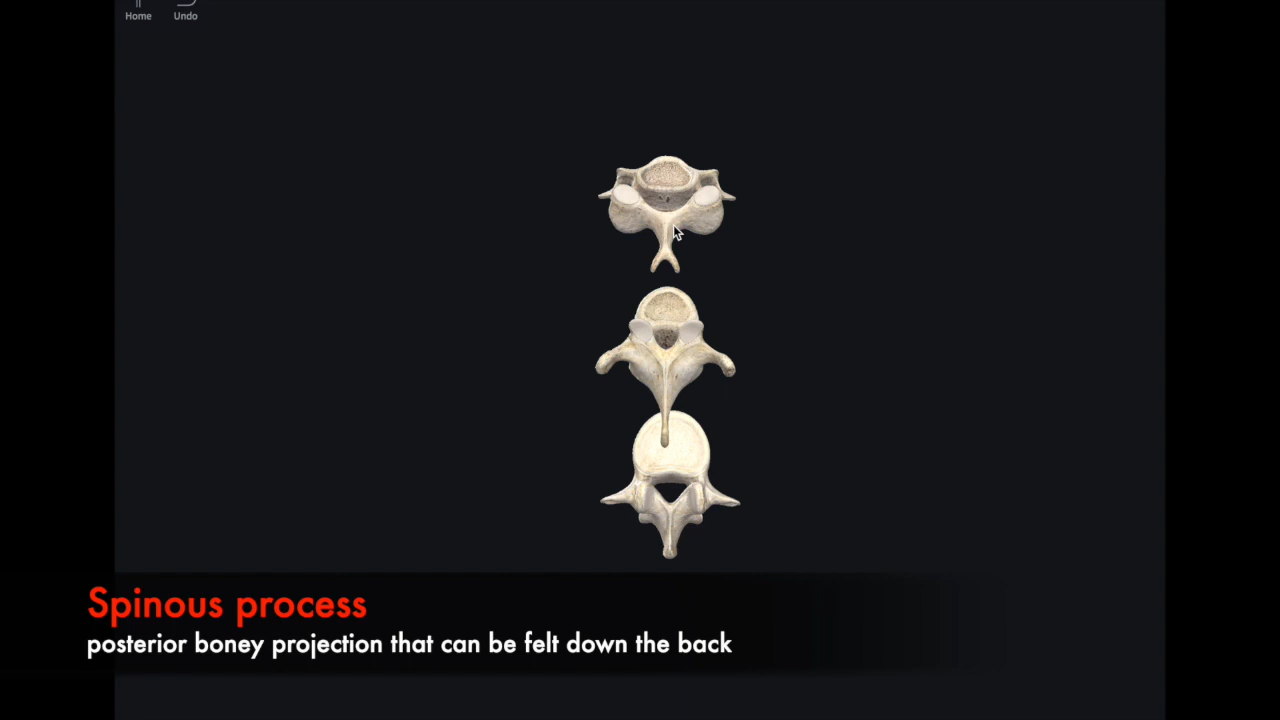 Home Undo
Spinous process
posterior boney projection that can be felt down the back